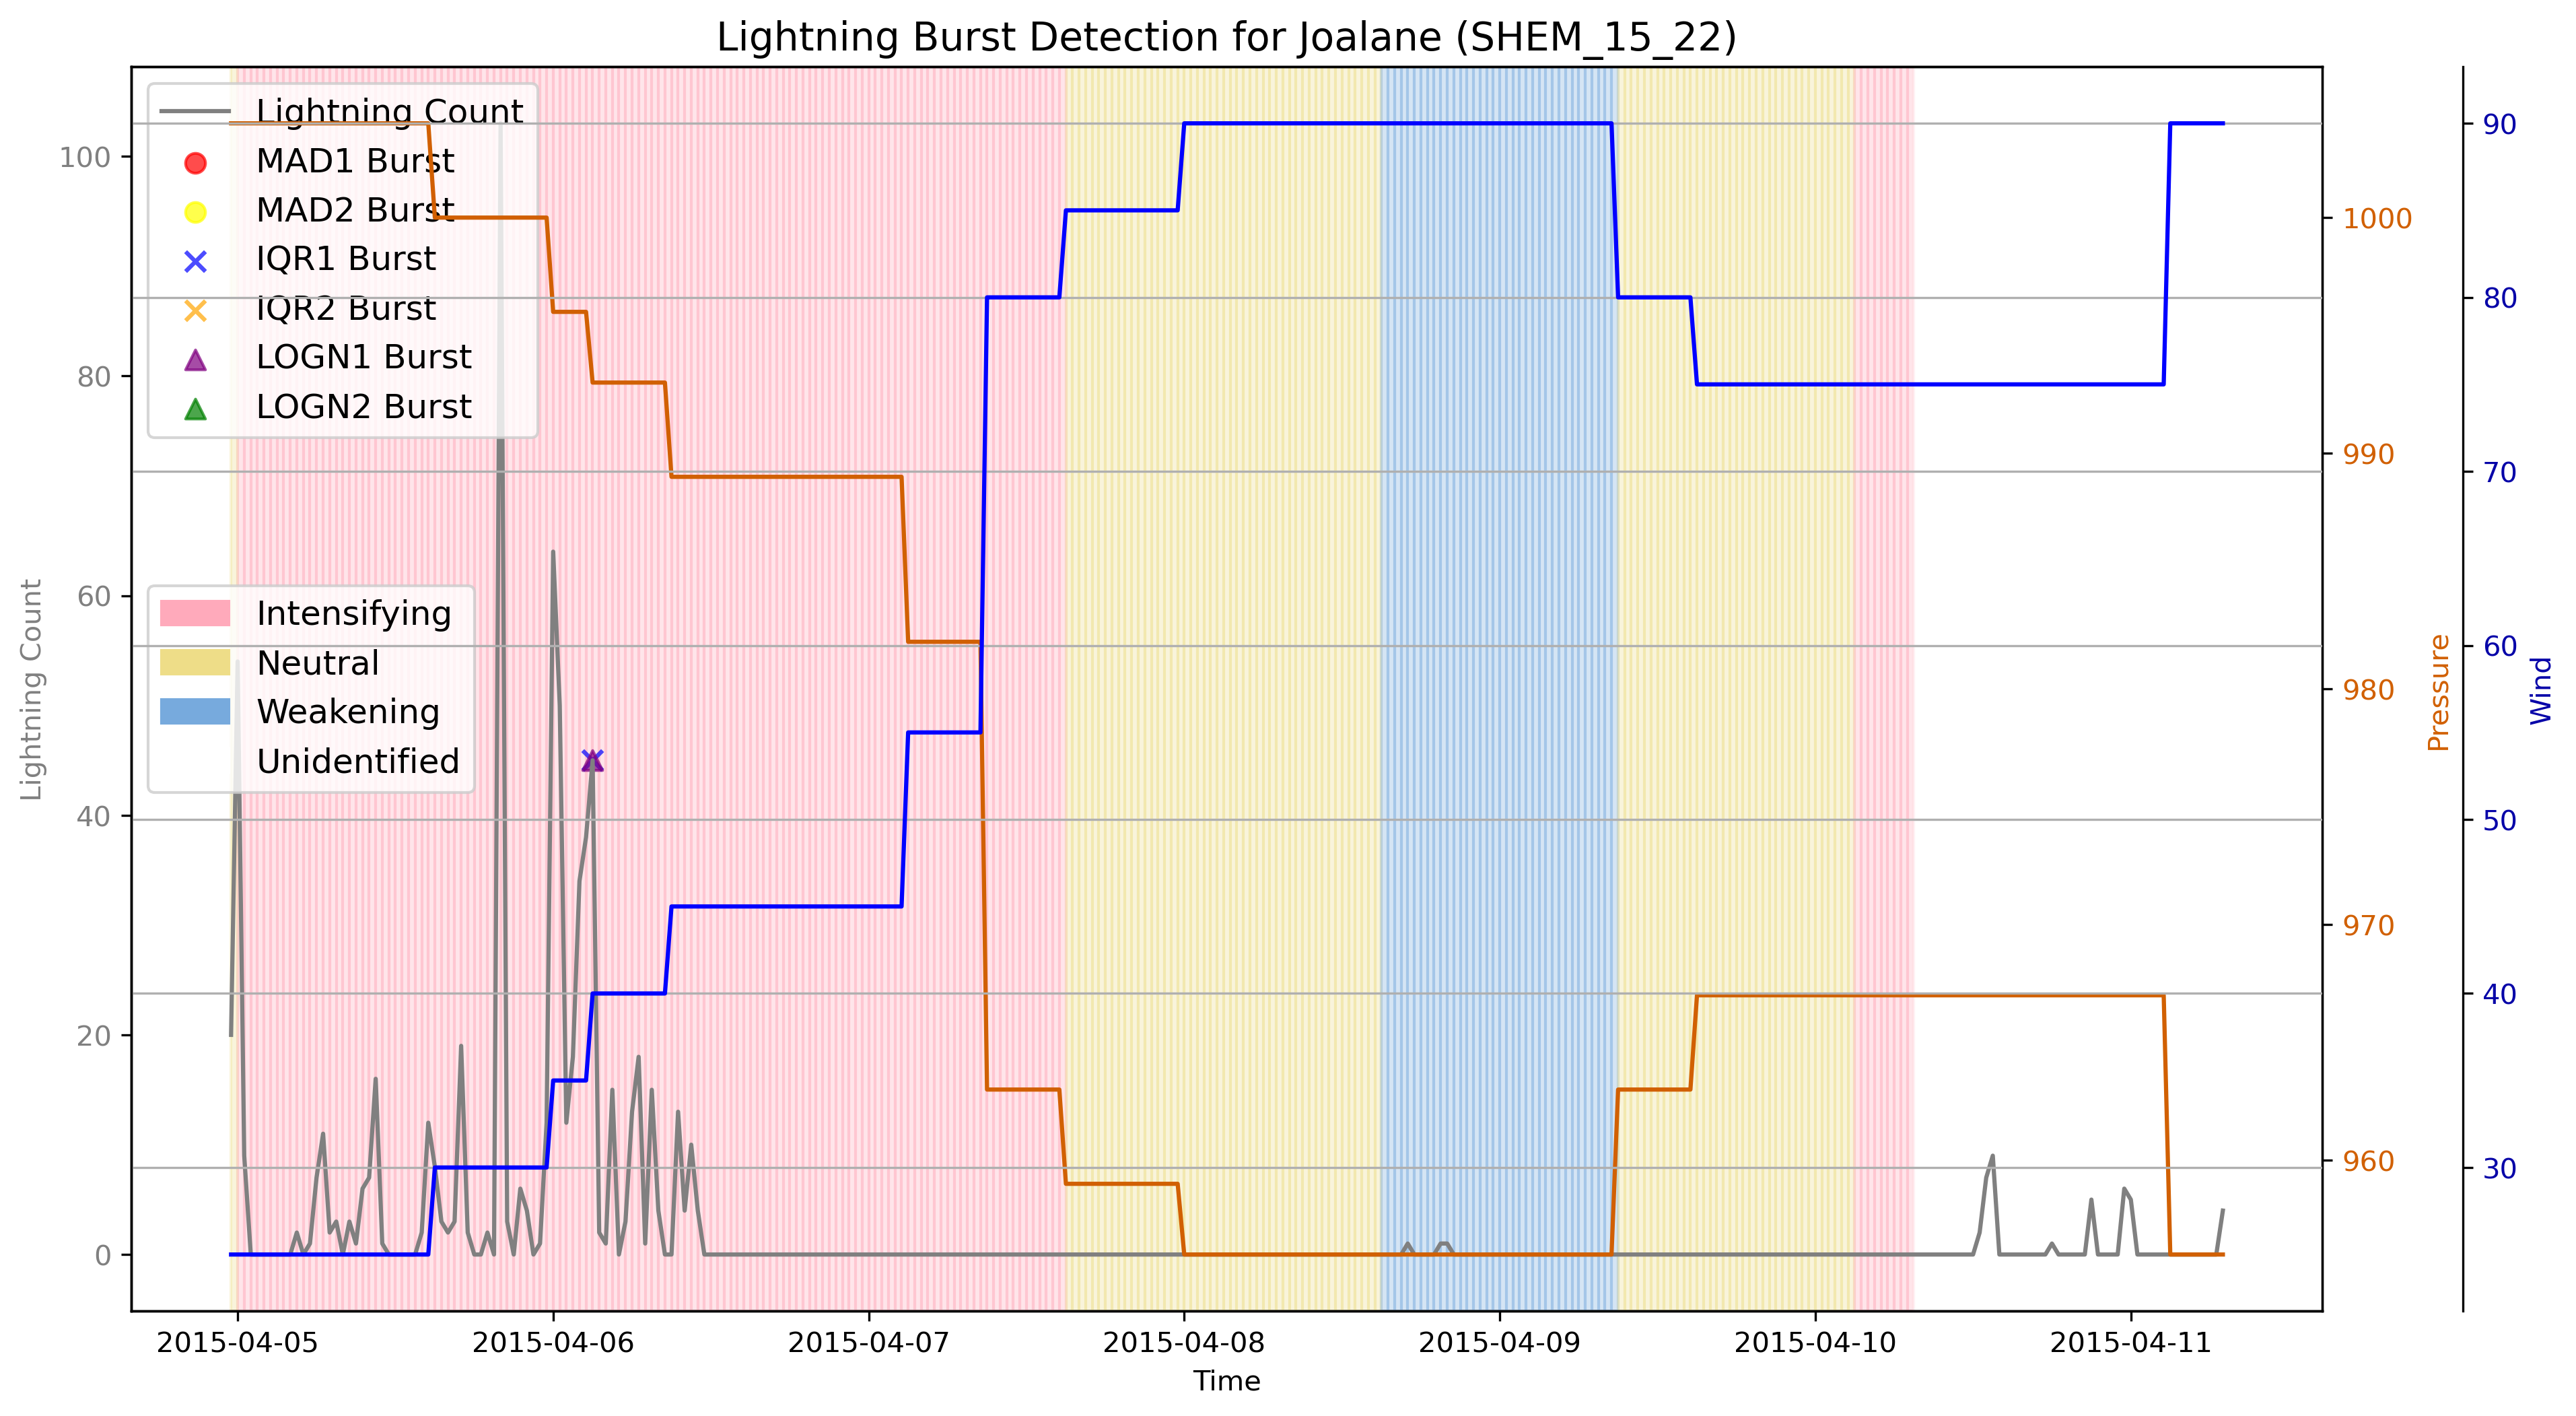 Lightning Burst Detection for Joalane (SHEM_15_22)
Lightning Count
MAD1 Burst
MAD2 Burst
IQR1 Burst
IQR2 Burst
LOGN1 Burst
LOGN2 Burst
Intensifying
Neutral
Weakening
Unidentified
Lightning Count
100
80
60
40
20
0
1000
990
980
970
960
Pressure
90
80
70
60
50
40
30
Wind
2015-04-05 2015-04-06 2015-04-07 2015-04-08 2015-04-09 2015-04-10 2015-04-11
Time